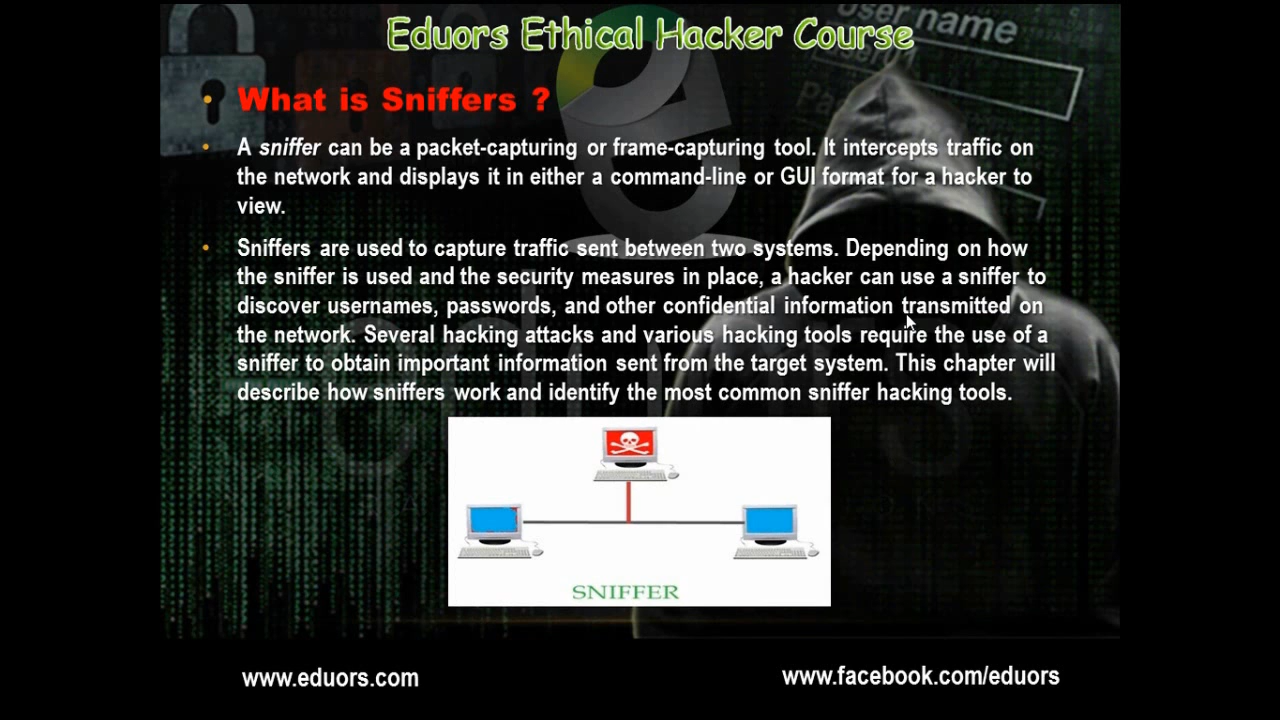 Eduors Ethical Hacker Course
User name
• What is Sniffers ?
• A sniffer can be a packet-capturing or frame-capturing tool. It intercepts traffic on
the network and displays it in either a command-line or GUI format for a hacker to
view.
• Sniffers are used to capture traffic sent between two systems. Depending on how
the sniffer is used and the security measures in place, a hacker can use a sniffer to
discover usernames, passwords, and other confidential information transmitted on
the network. Several hacking attacks and various hacking tools require the use of a
sniffer to obtain important information sent from the target system. This chapter will
describe how sniffers work and identify the most common sniffer hacking tools.
SNIFFER
www.eduors.com
www.facebook.com/eduors